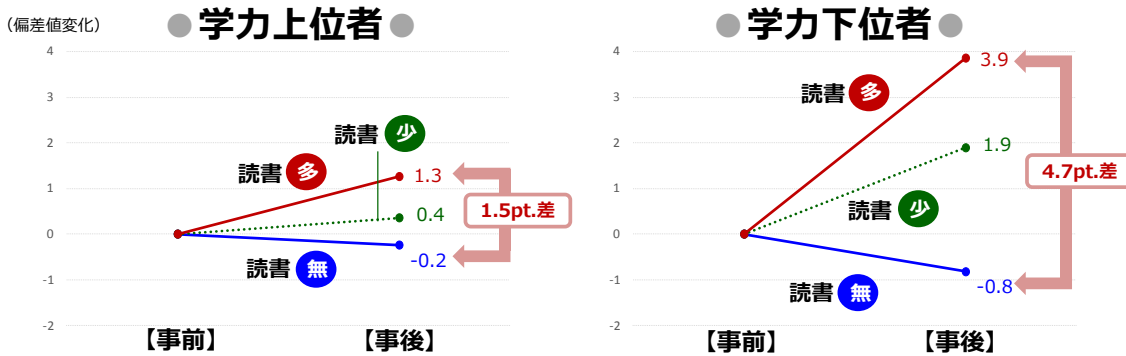 (偏差値変化)
●学力上位者●
4
3
2
1
0
-1
-2
読書 少
読書 多
1.3
0.4
1.5pt.差
-0.2
読書 無
【事前】
【事後】
●学力下位者●
4
3
2
1
0
-1
-2
3.9
読書 多
1.9
4.7pt.差
読書 少
読書 無
-0.8
【事前】
【事後】